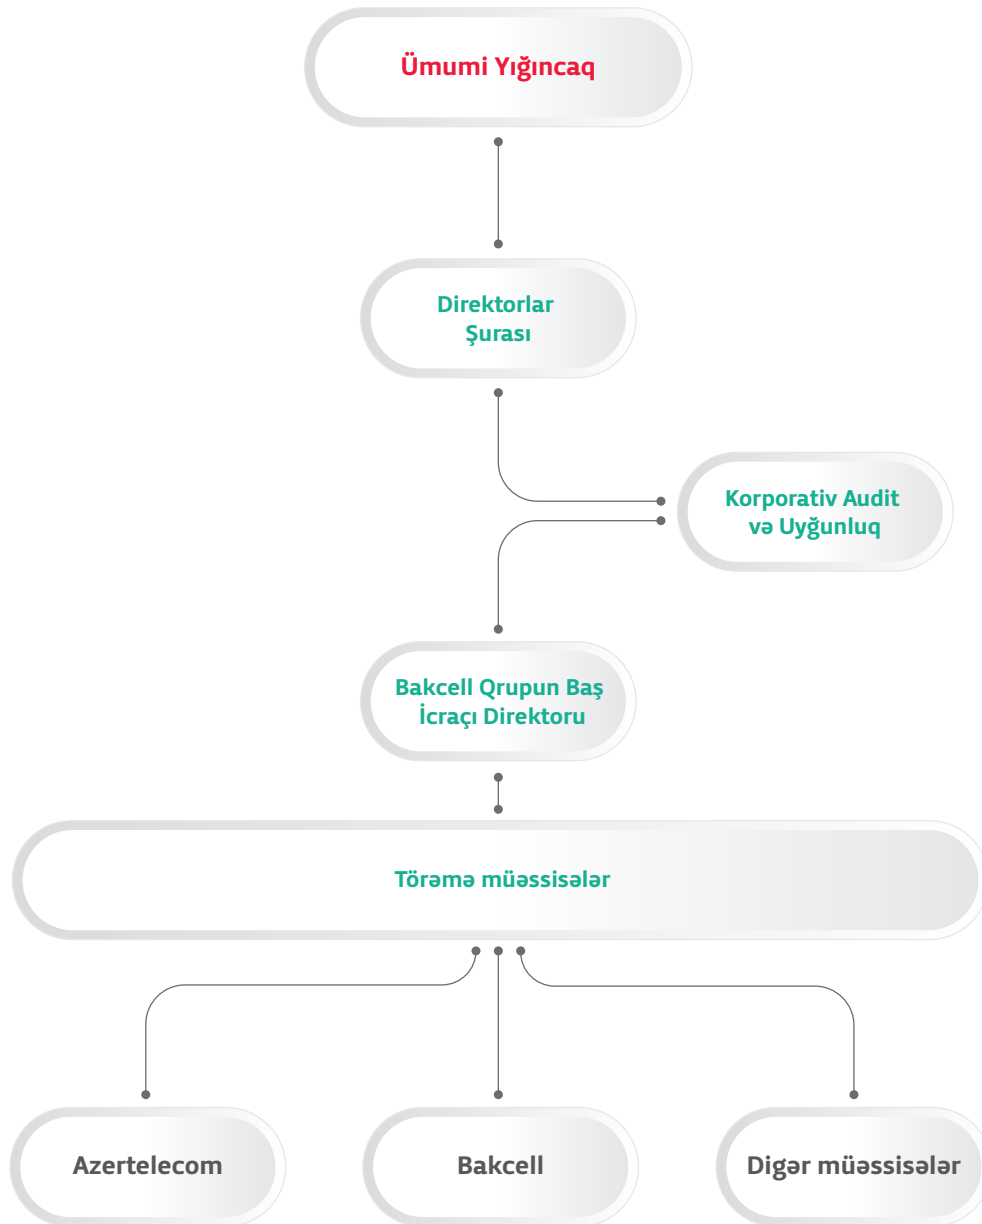 Ümumi Yığıncaq
Direktorlar
Şurası
Korporativ Audit
və Uyğunluq
Bakcell Qrupun Baş
İcraçı Direktoru
Törəmə müəssisələr
Azertelecom
Bakcell
Digər müəssisələr